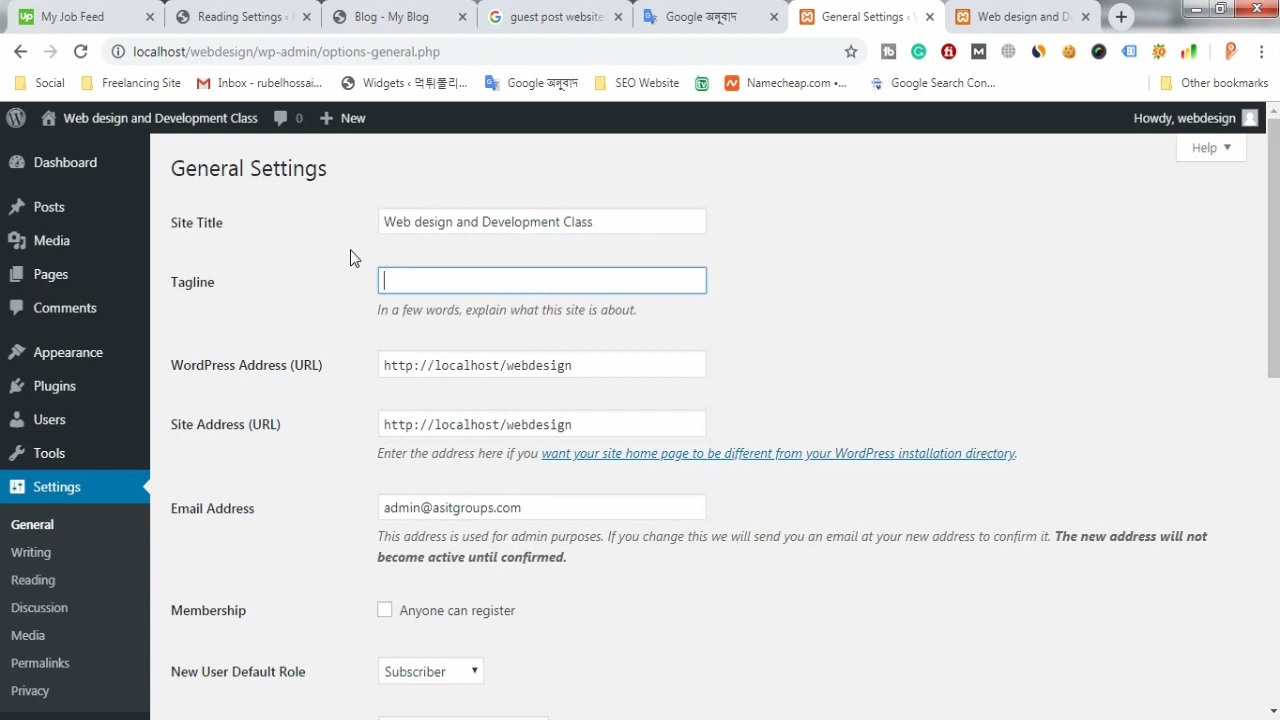 Up My Job Feed
Reading Settings ‹
Blog - My Blog
guest post website
Google অনুবাদ
General Settings ‹
Web design and D
localhost/webdesign/wp-admin/options-general.php
Social
Freelancing Site
Inbox - rubelhossai...
Widgets ‹ 먹튀폴리...
Google অনুবাদ
SEO Website
Namecheap.com •...
Google Search Con...
Other bookmarks
Web design and Development Class
0
New
Howdy, webdesign
Help
Dashboard
Posts
Media
Pages
Comments
Appearance
Plugins
Users
Tools
Settings
General
Writing
Reading
Discussion
Media
Permalinks
Privacy
General Settings
Site Title
Web design and Development Class
Tagline
In a few words, explain what this site is about.
WordPress Address (URL)
http://localhost/webdesign
Site Address (URL)
http://localhost/webdesign
Enter the address here if you want your site home page to be different from your WordPress installation directory.
Email Address
admin@asitgroups.com
This address is used for admin purposes. If you change this we will send you an email at your new address to confirm it. The new address will not
become active until confirmed.
Membership
Anyone can register
New User Default Role
Subscriber